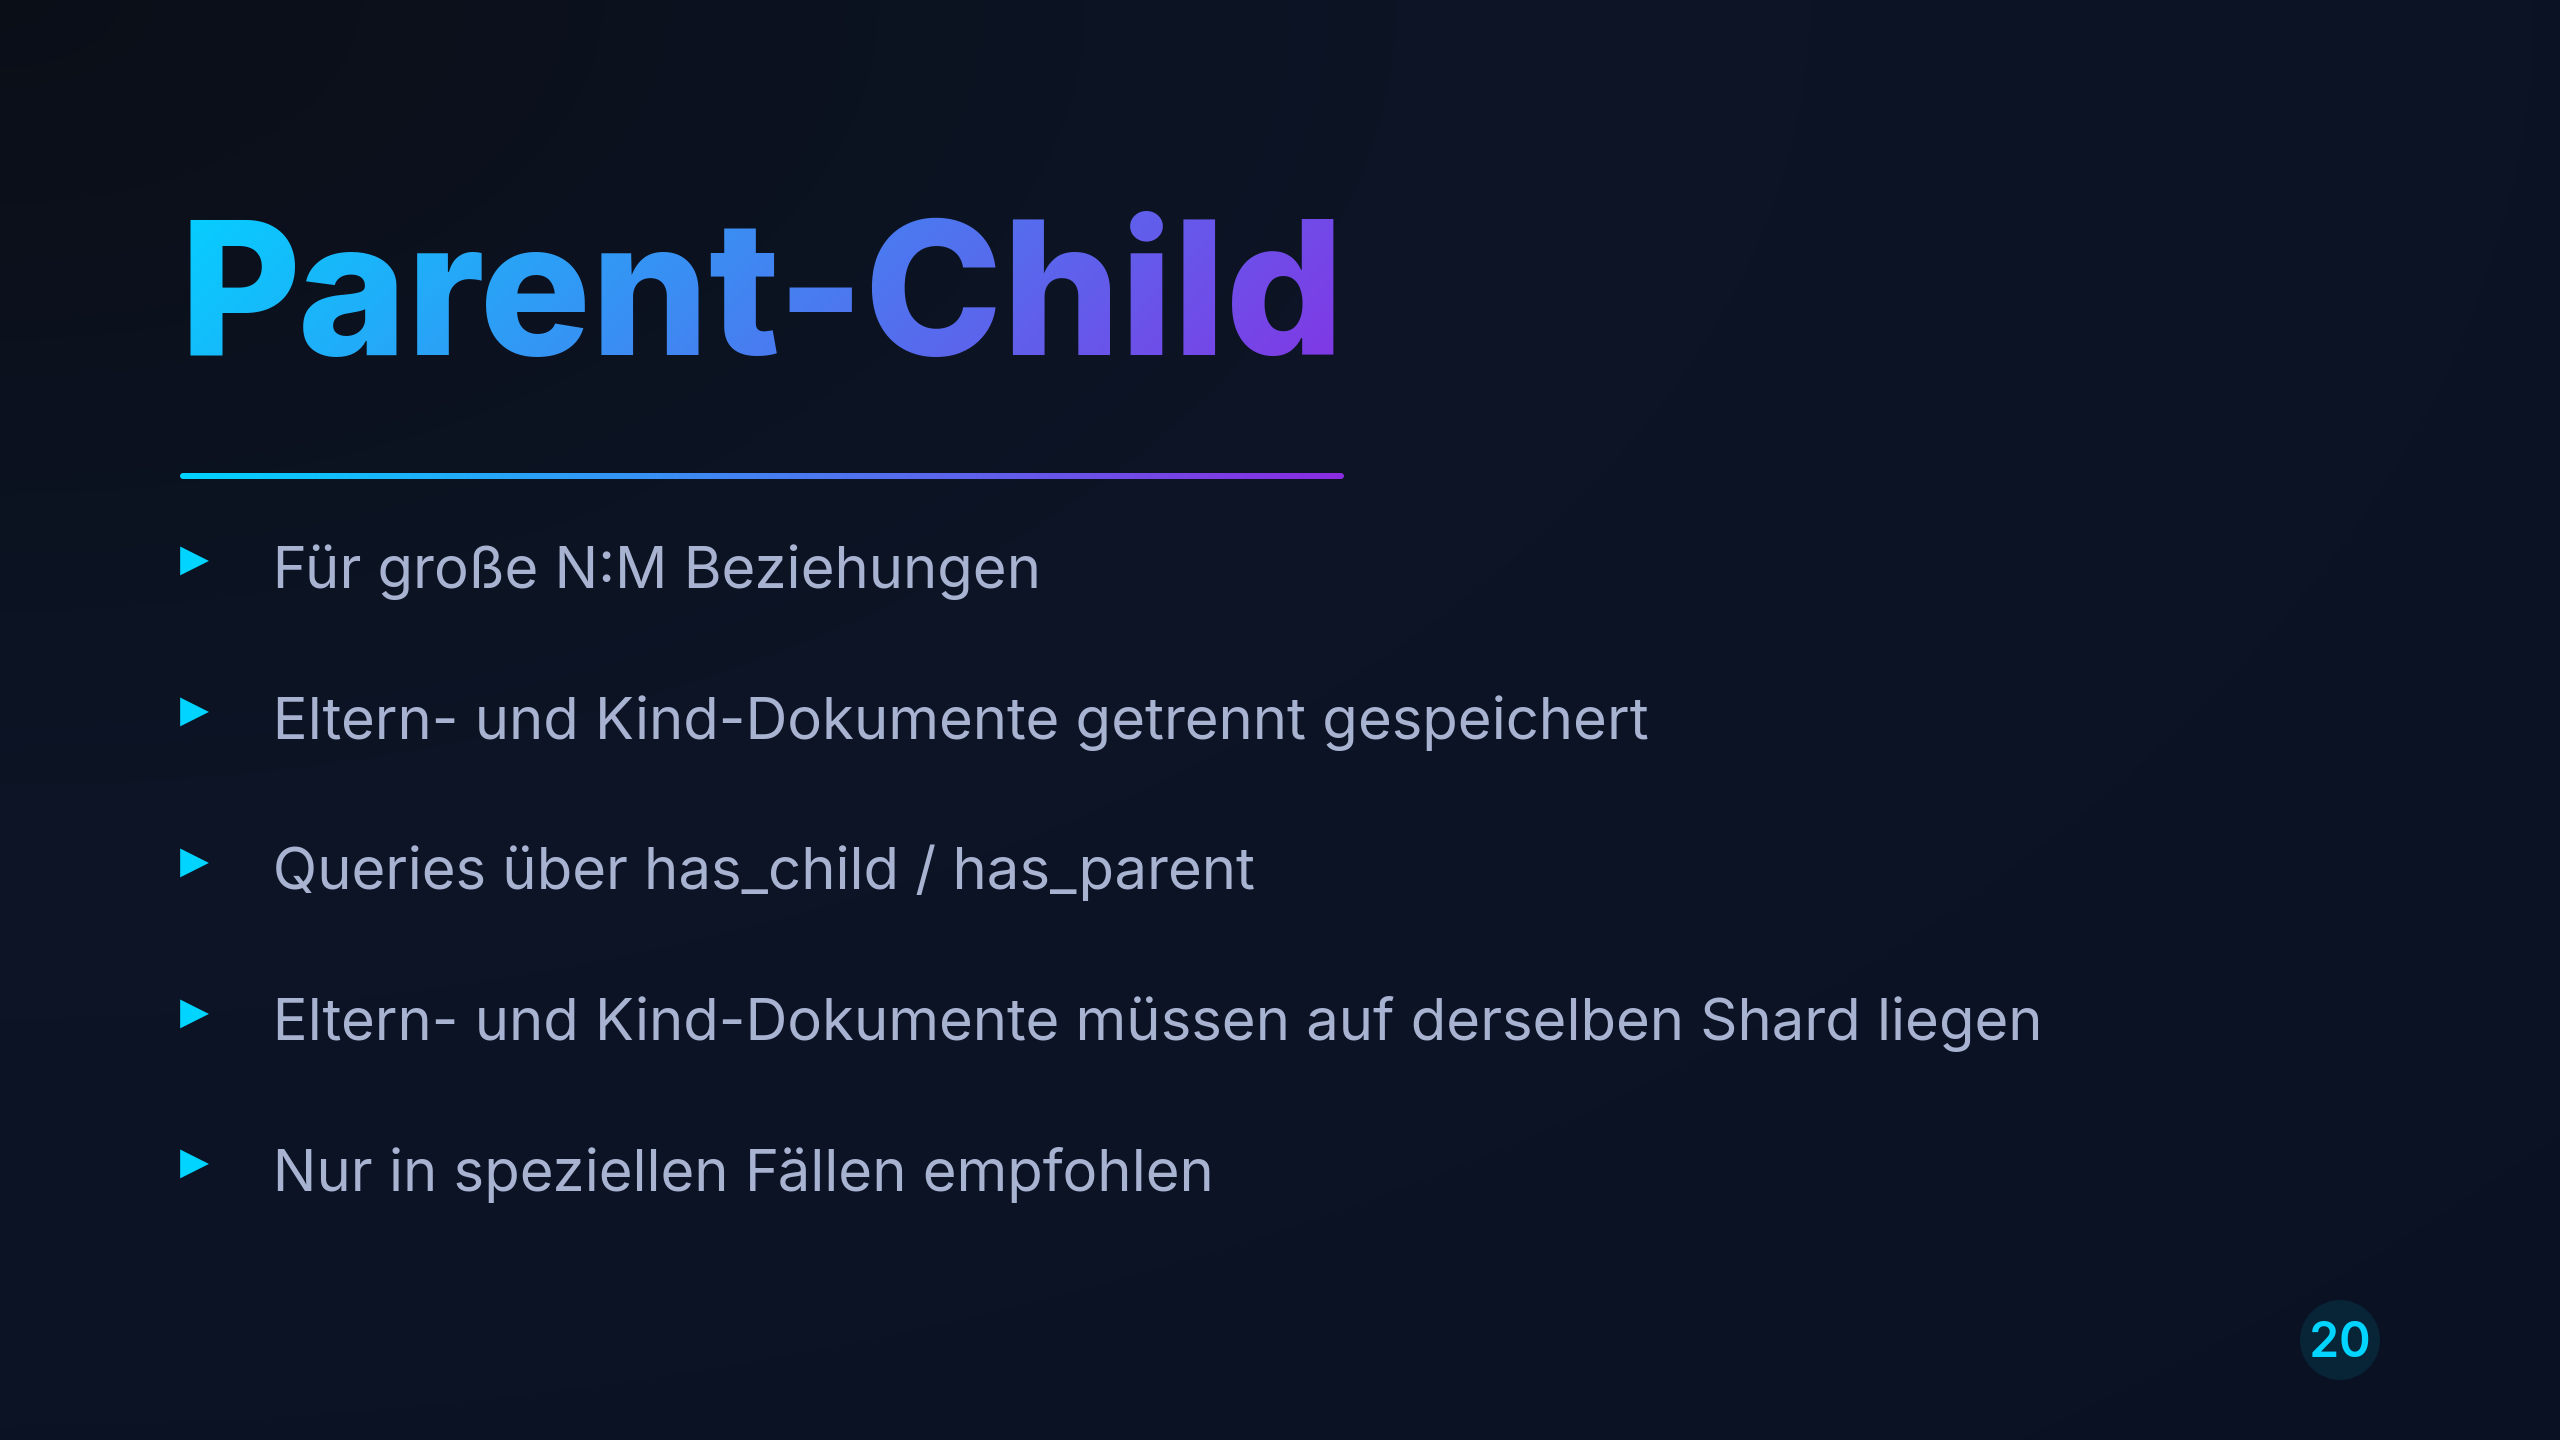 Parent-Child
► Für große N:M Beziehungen
► Eltern- und Kind-Dokumente getrennt gespeichert
► Queries über has_child / has_parent
► Eltern- und Kind-Dokumente müssen auf derselben Shard liegen
► Nur in speziellen Fällen empfohlen
20